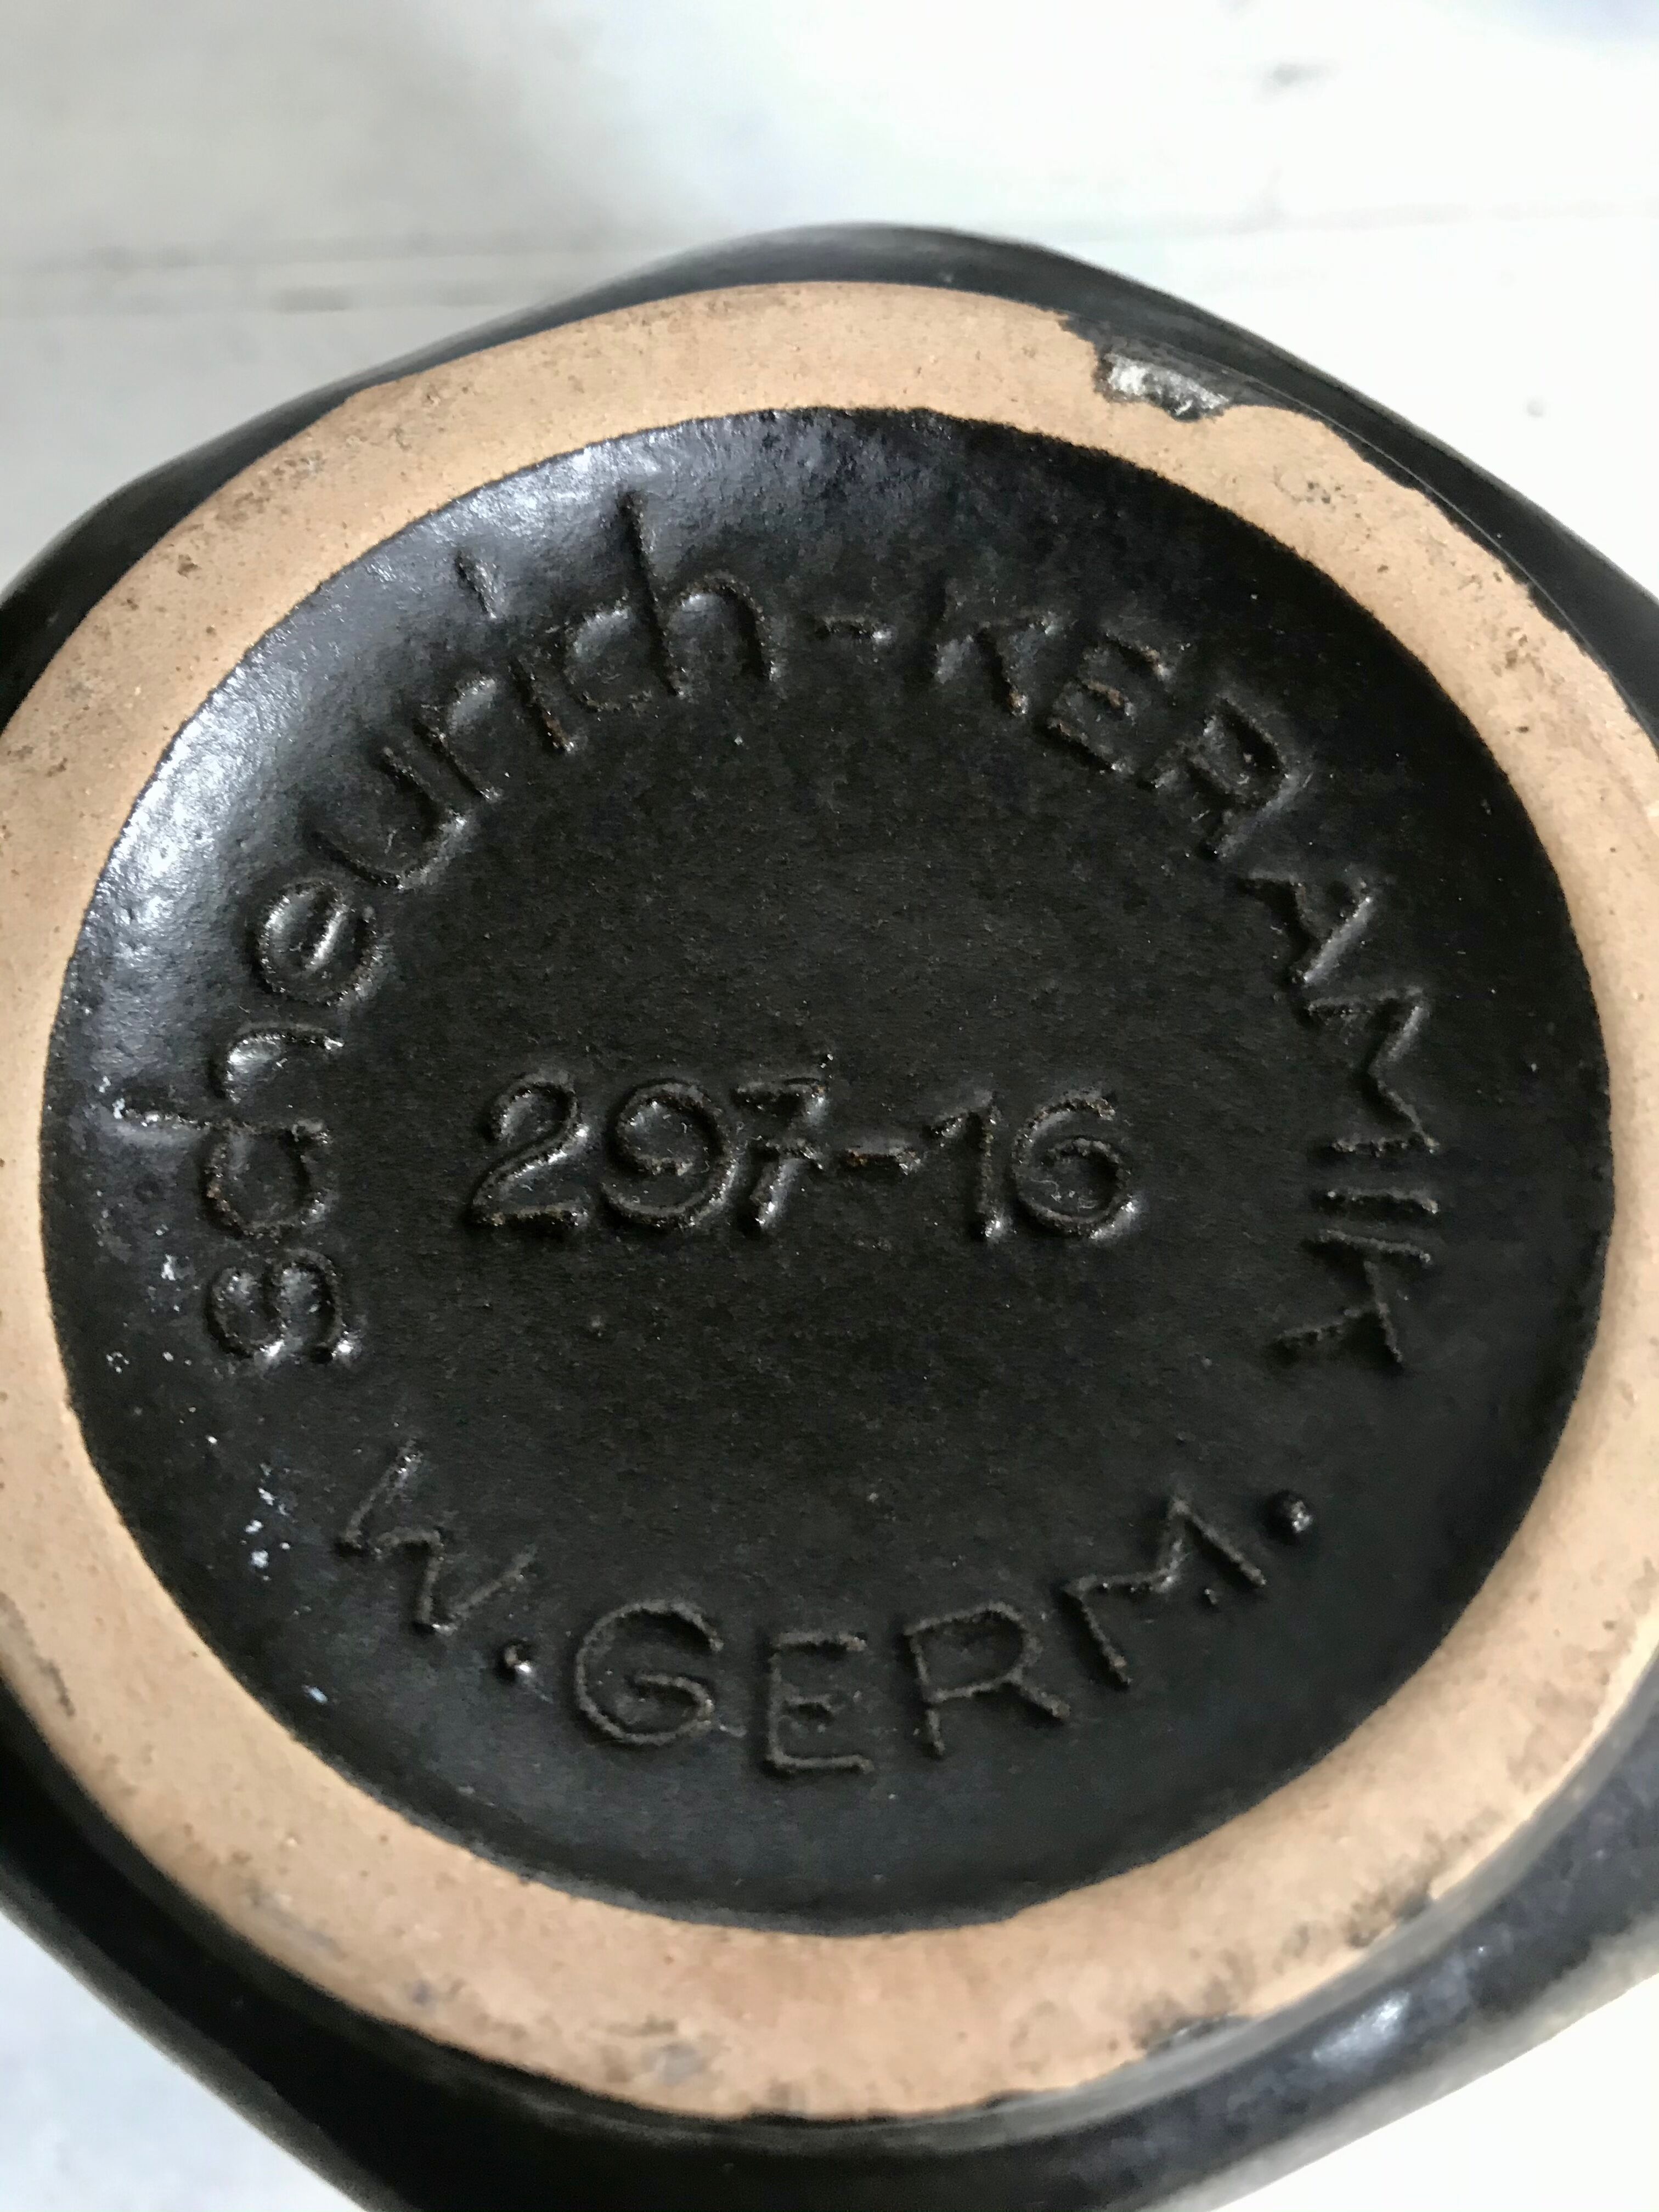 scheurich-KERAMIK
297-16
W.GERM.